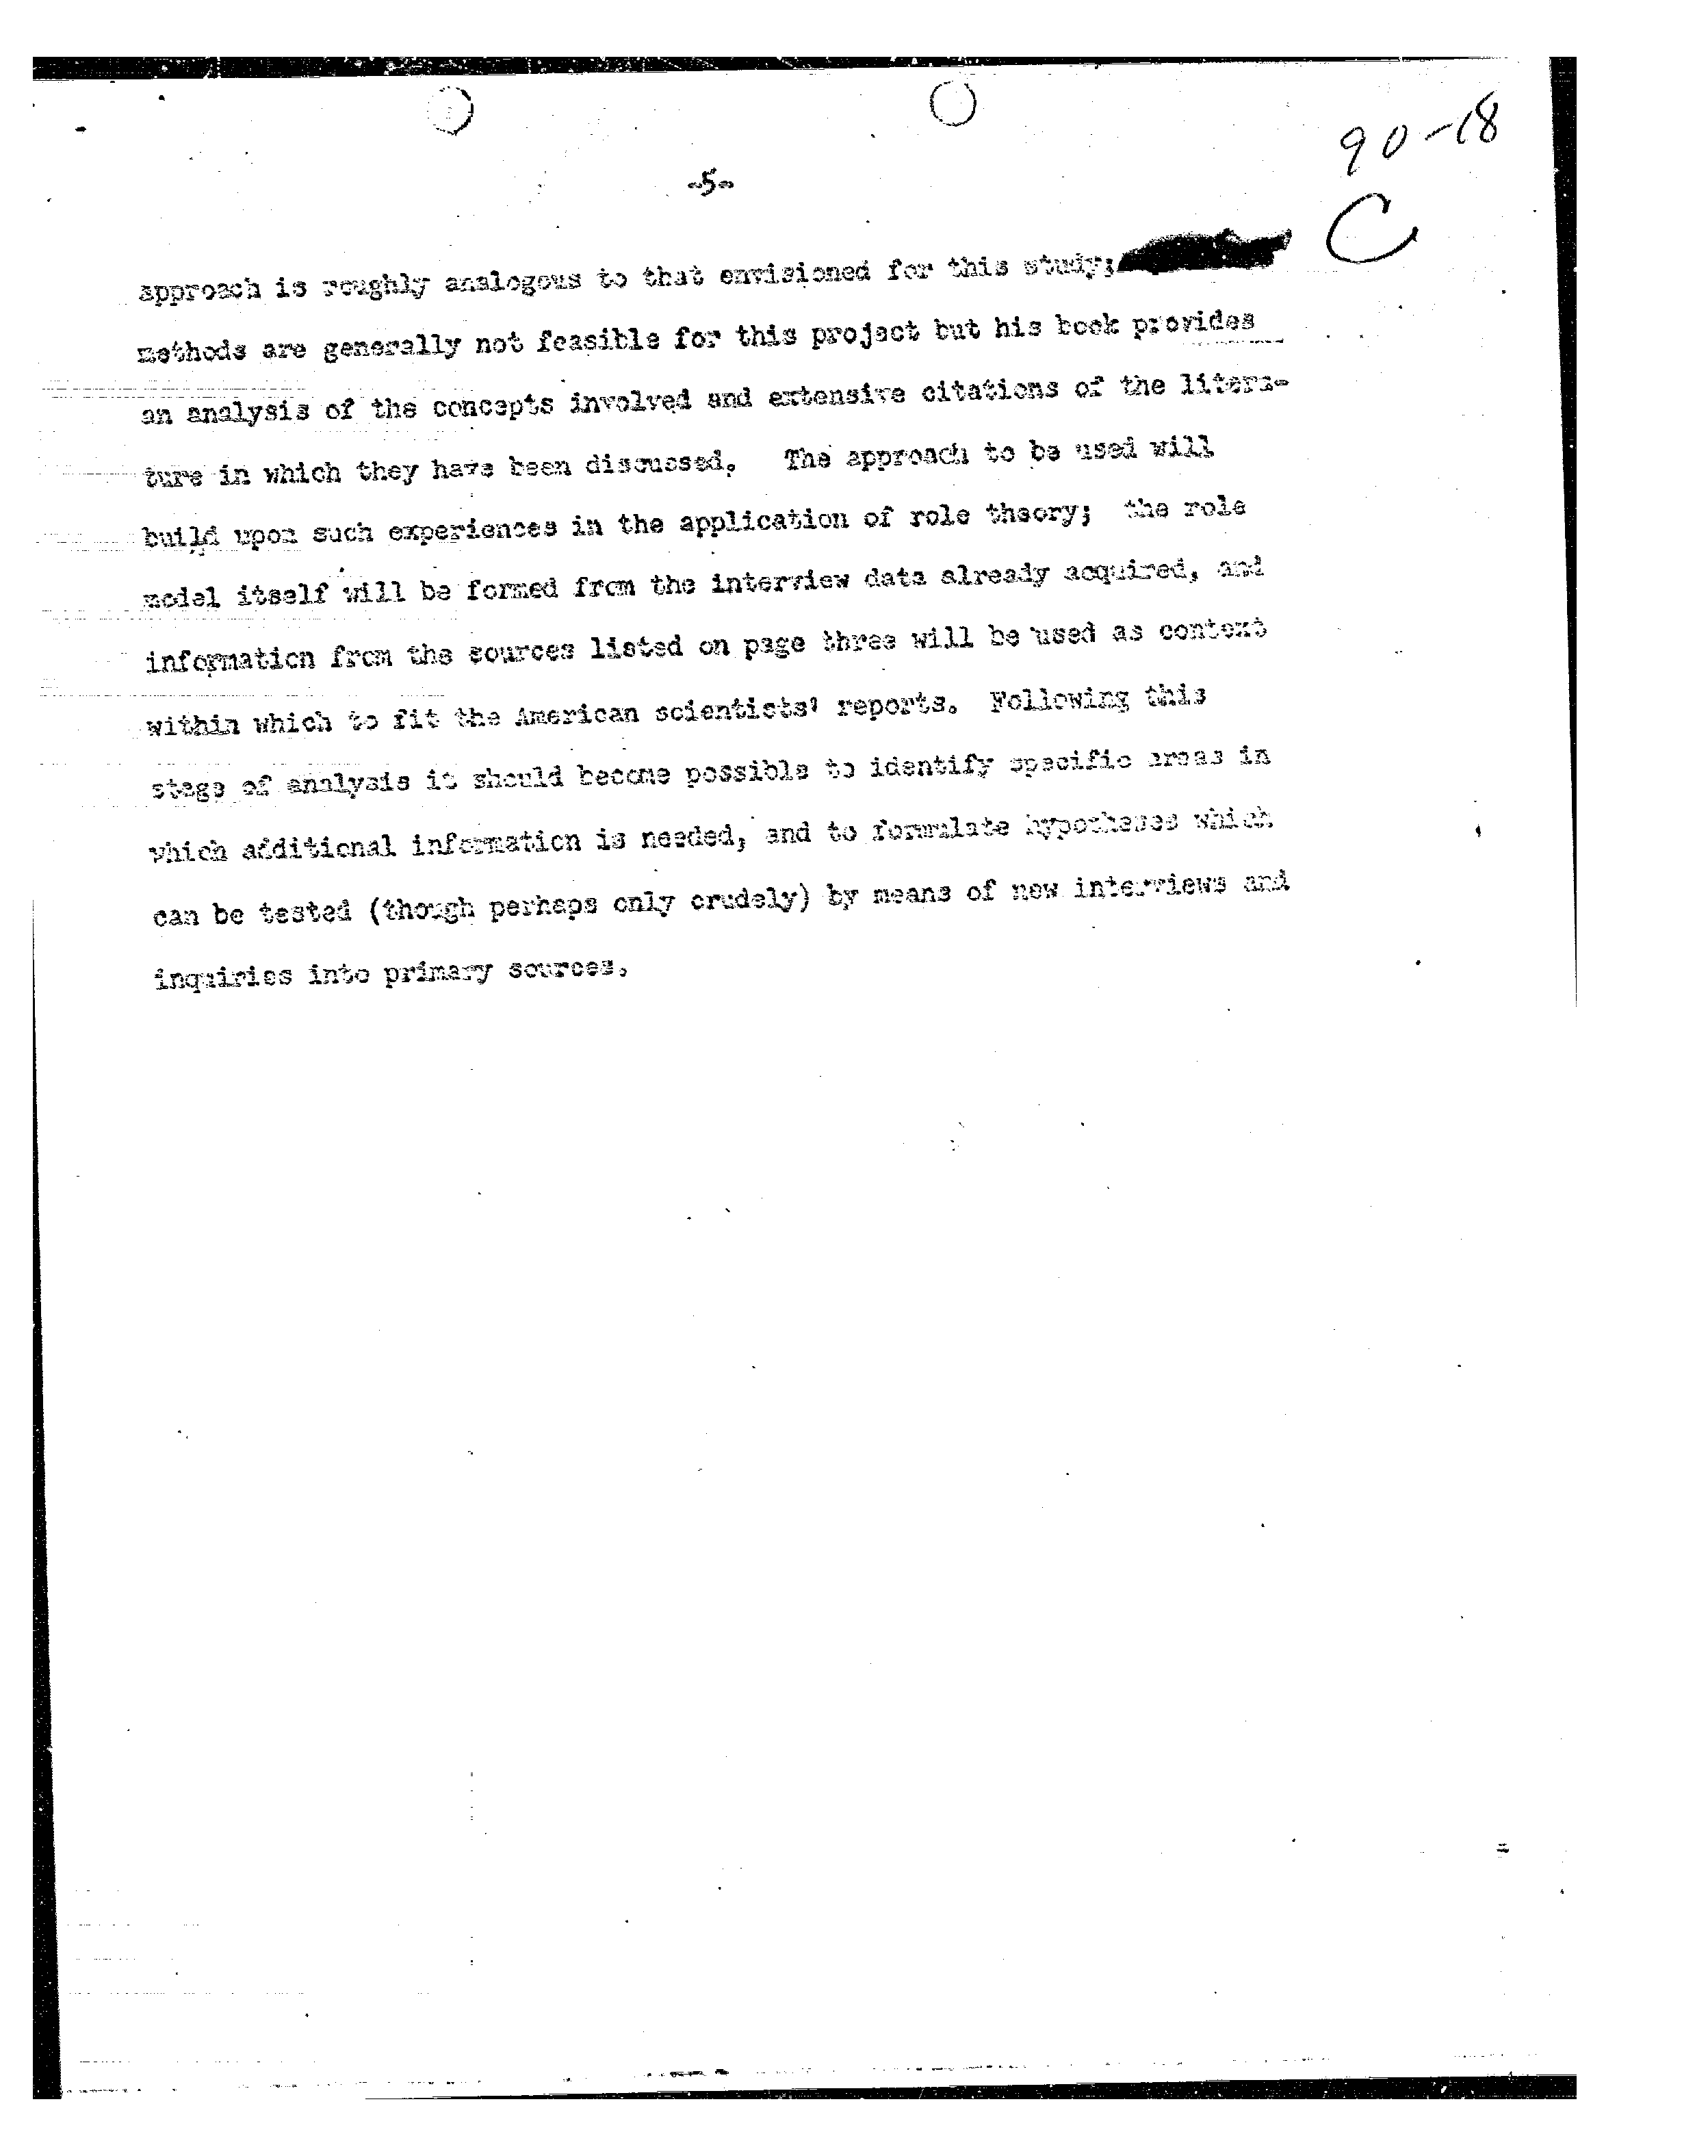 90-18
C
-5-
approach is roughly analogous to that envisioned for this study;
methods are generally not feasible for this project but his book provides
an analysis of the concepts involved and extensive citations of the litera-
ture in which they have been discussed. The approach to be used will
build upon such experiences in the application of role theory; the role
model itself will be formed from the interview data already acquired, and
information from the sources listed on page three will be used as context
within which to fit the American scientists' reports. Following this
stage of analysis it should become possible to identify specific areas in
which additional information is needed, and to formulate hypotheses which
can be tested (though perhaps only crudely) by means of new interviews and
inquiries into primary sources.